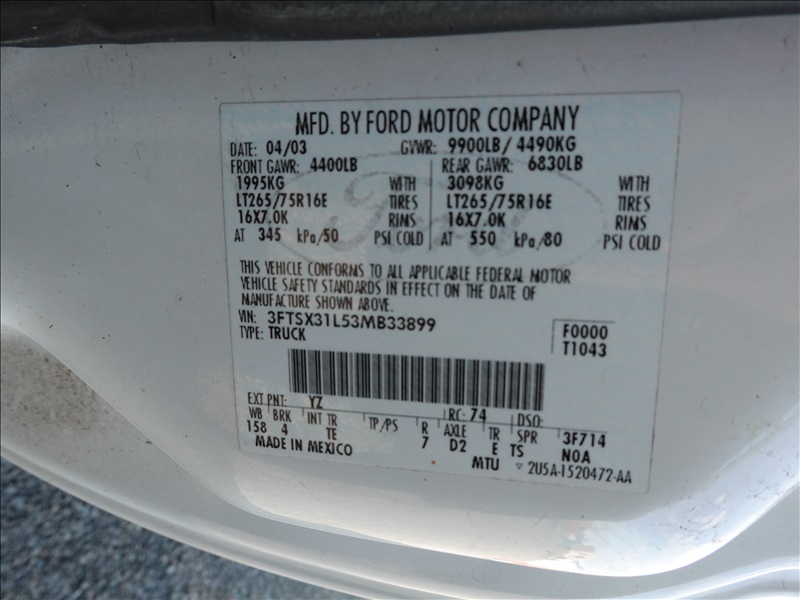 MFD. BY FORD MOTOR COMPANY
DATE: 04/03 GVWR: 9900LB/ 4490KG
FRONT GAWR: 4400LB REAR GAWR: 6830LB
1995KG WITH 3098KG WITH
LT265/75R16E TIRES LT265/75R16E TIRES
16X7.0K RIMS 16X7.0K RIMS
AT 345 kPa/50 PSI COLD AT 550 kPa/80 PSI COLD
Ford
THIS VEHICLE CONFORMS TO ALL APPLICABLE FEDERAL MOTOR
VEHICLE SAFETY STANDARDS IN EFFECT ON THE DATE OF
MANUFACTURE SHOWN ABOVE.
VIN: 3FTSX31L53MB33899 F0000
TYPE: TRUCK T1043
EXT PNT: YZ RC: 74 DSO:
WB BRK INT TR TP/PS R AXLE TR SPR 3F714
158 4 TE 7 D2 E TS N0A
MADE IN MEXICO MTU 2U5A-1520472-AA